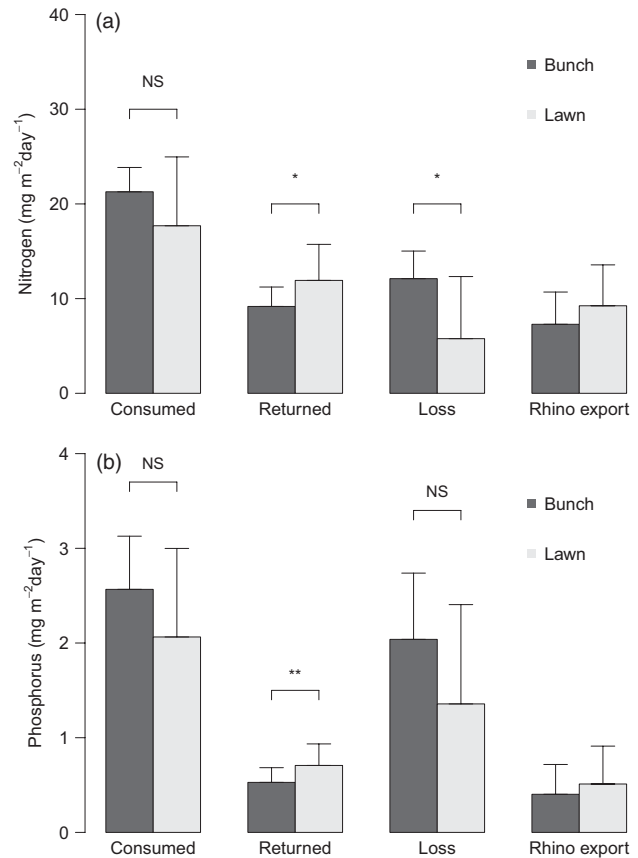 (a)
40
30
20
10
0
Nitrogen (mg m⁻²day⁻¹)
NS
*
*
Bunch
Lawn
Consumed Returned Loss Rhino export
(b)
4
3
2
1
0
Phosphorus (mg m⁻²day⁻¹)
NS
**
NS
Bunch
Lawn
Consumed Returned Loss Rhino export